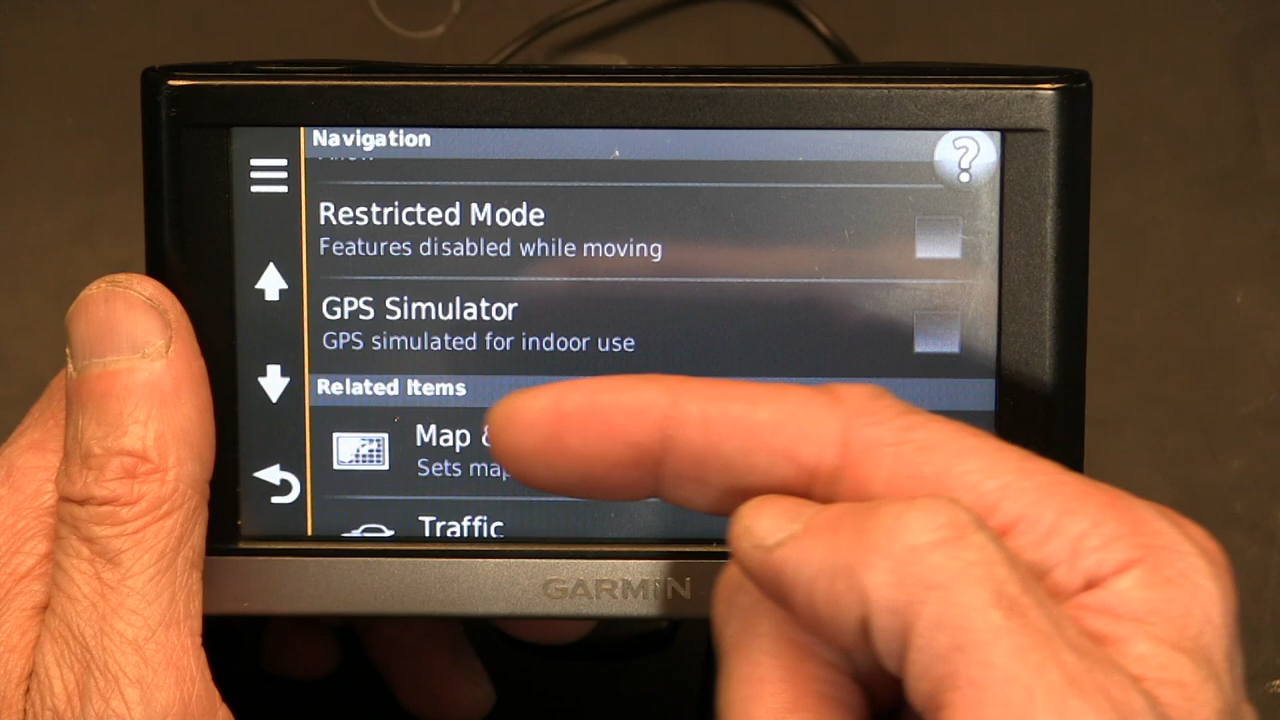 Navigation
?
Restricted Mode
Features disabled while moving
GPS Simulator
GPS simulated for indoor use
Related Items
Map &
Sets map
Traffic
GARMIN